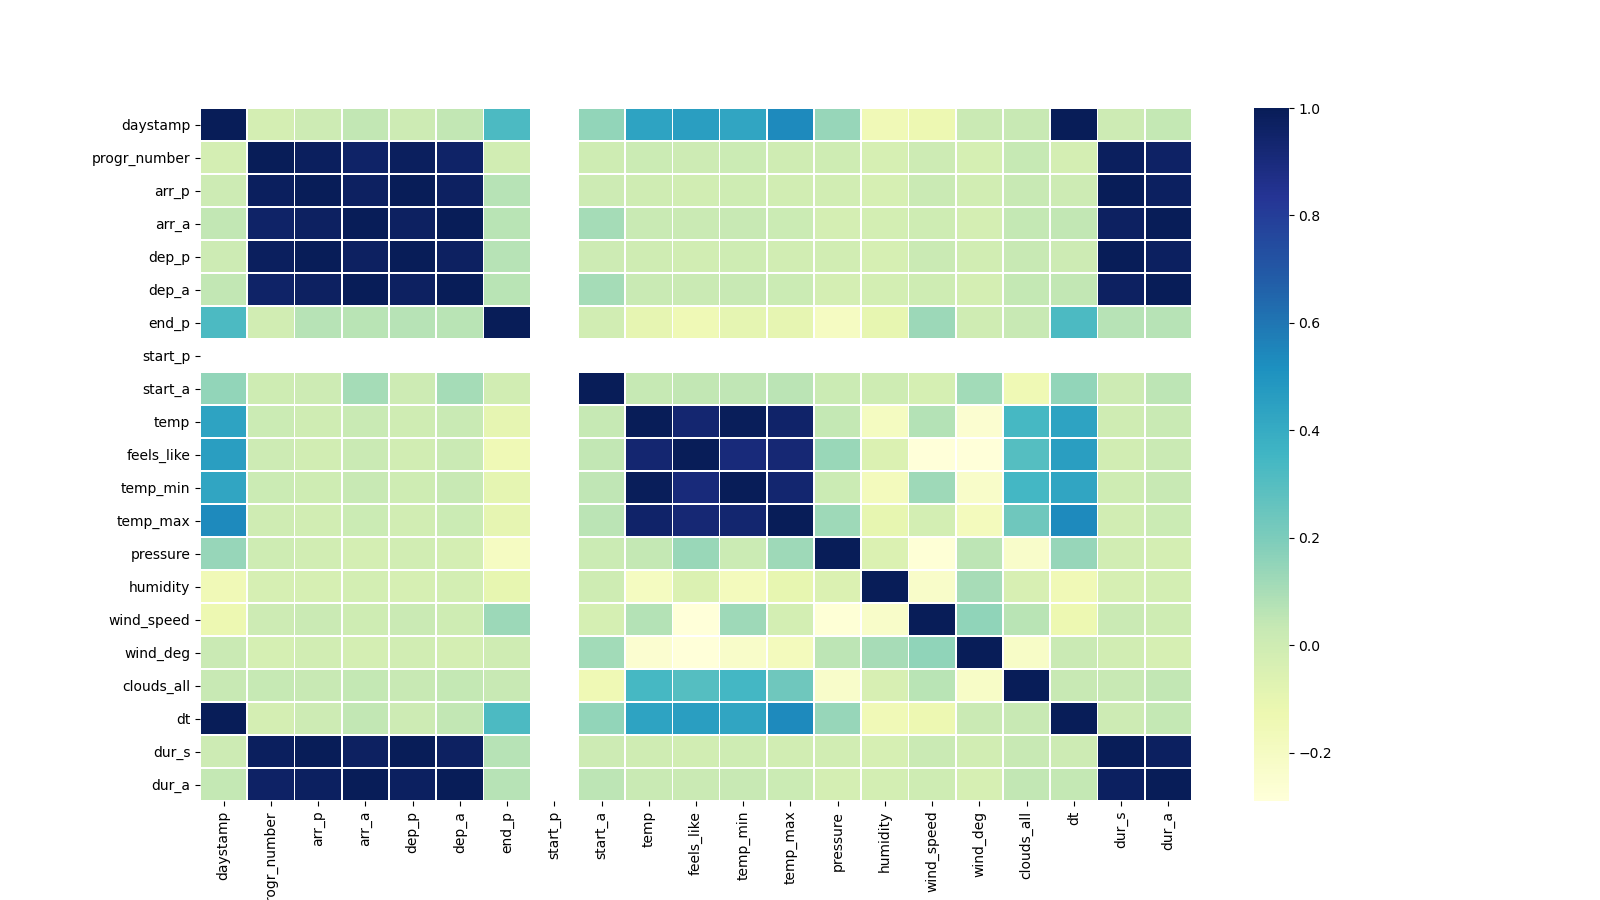 daystamp
progr_number
arr_p
arr_a
dep_p
dep_a
end_p
start_p
start_a
temp
feels_like
temp_min
temp_max
pressure
humidity
wind_speed
wind_deg
clouds_all
dt
dur_s
dur_a
daystamp
rogr_number
arr_p
arr_a
dep_p
dep_a
end_p
start_p
start_a
temp
feels_like
temp_min
temp_max
pressure
humidity
wind_speed
wind_deg
clouds_all
dt
dur_s
dur_a
1.0
0.8
0.6
0.4
0.2
0.0
−0.2